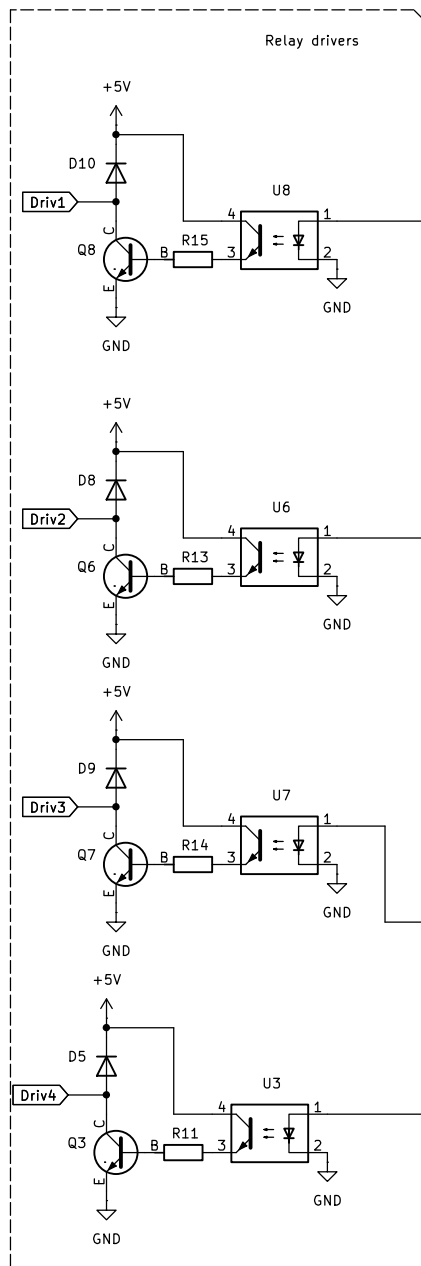 Relay drivers
+5V
D10
U8
Driv1
4
1
C
Q8
R15
B
3
2
E
GND
GND
+5V
D8
U6
Driv2
4
1
C
Q6
R13
B
3
2
E
GND
GND
+5V
D9
U7
Driv3
4
1
C
Q7
R14
B
3
2
E
GND
GND
+5V
D5
U3
Driv4
4
1
C
Q3
R11
B
3
2
E
GND
GND